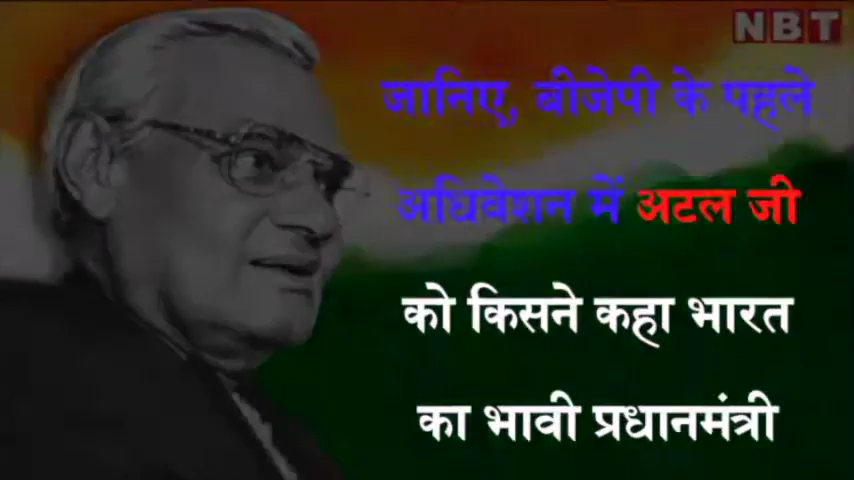 NBT
जानिए, बीजेपी के पहले
अधिवेशन में अटल जी
को किसने कहा भारत
का भावी प्रधानमंत्री